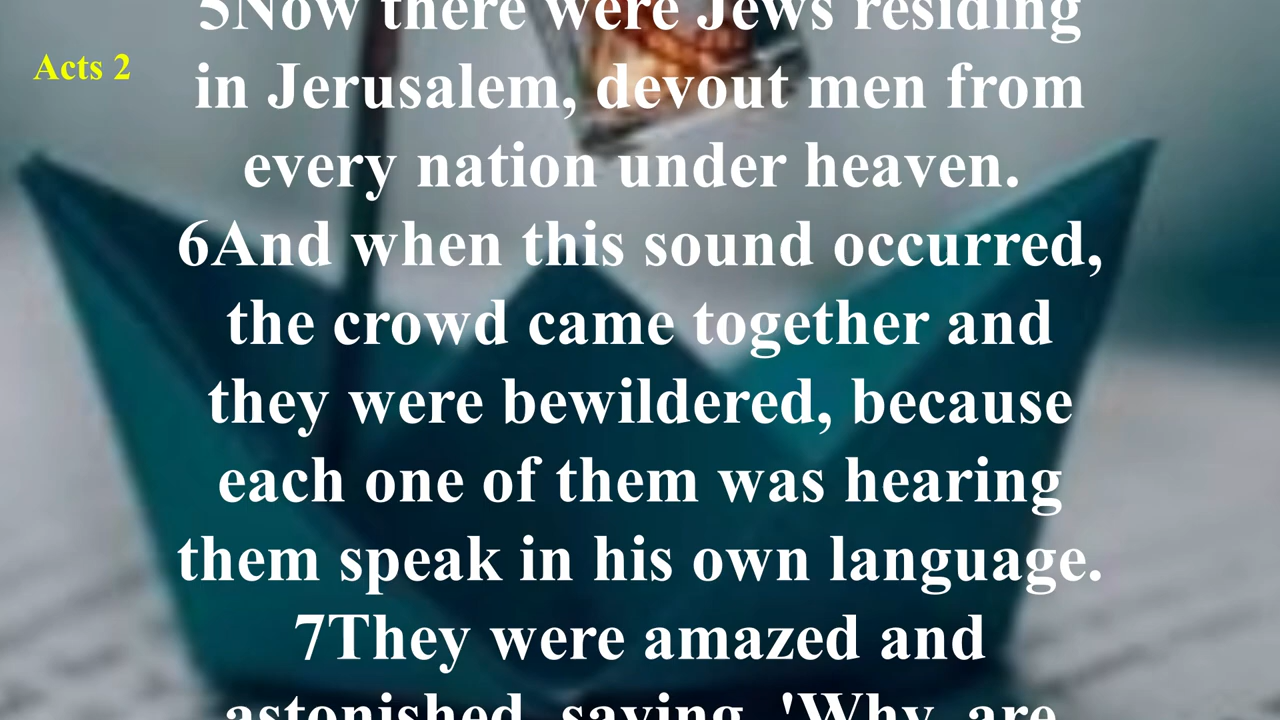 5Now there were Jews residing
Acts 2
in Jerusalem, devout men from
every nation under heaven.
6And when this sound occurred,
the crowd came together and
they were bewildered, because
each one of them was hearing
them speak in his own language.
7They were amazed and
astonished, saying, 'Why, are